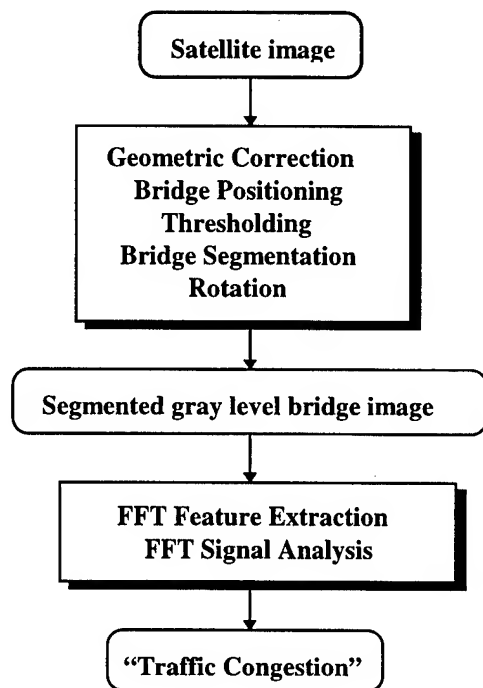 Satellite image
Geometric Correction
Bridge Positioning
Thresholding
Bridge Segmentation
Rotation
Segmented gray level bridge image
FFT Feature Extraction
FFT Signal Analysis
“Traffic Congestion”